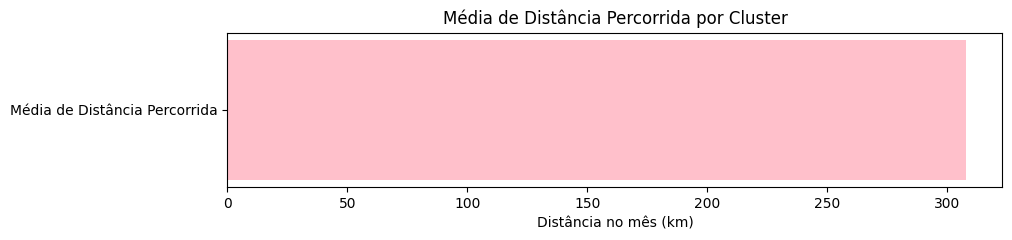 Média de Distância Percorrida por Cluster
Média de Distância Percorrida
0 50 100 150 200 250 300
Distância no mês (km)